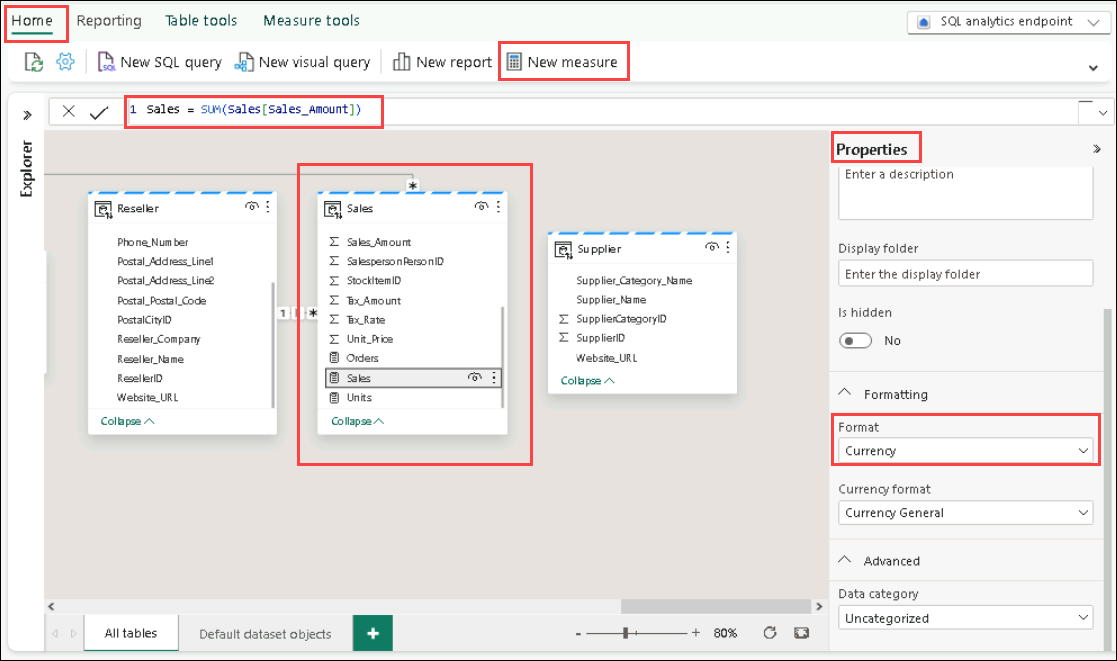 Home Reporting Table tools Measure tools SQL analytics endpoint
New SQL query New visual query New report New measure
1 Sales = SUM(Sales[Sales_Amount])
Explorer
Reseller
Phone_Number
Postal_Address_Line1
Postal_Address_Line2
Postal_Postal_Code
PostalCityID
Reseller_Company
Reseller_Name
ResellerID
Website_URL
Collapse
1
*
*
Sales
Sales_Amount
SalespersonPersonID
StockItemID
Tax_Amount
Tax_Rate
Unit_Price
Orders
Sales
Units
Collapse
Supplier
Supplier_Category_Name
Supplier_Name
SupplierCategoryID
SupplierID
Website_URL
Collapse
Properties
Enter a description
Display folder
Enter the display folder
Is hidden
No
Formatting
Format
Currency
Currency format
Currency General
Advanced
Data category
Uncategorized
All tables Default dataset objects + - + 80%